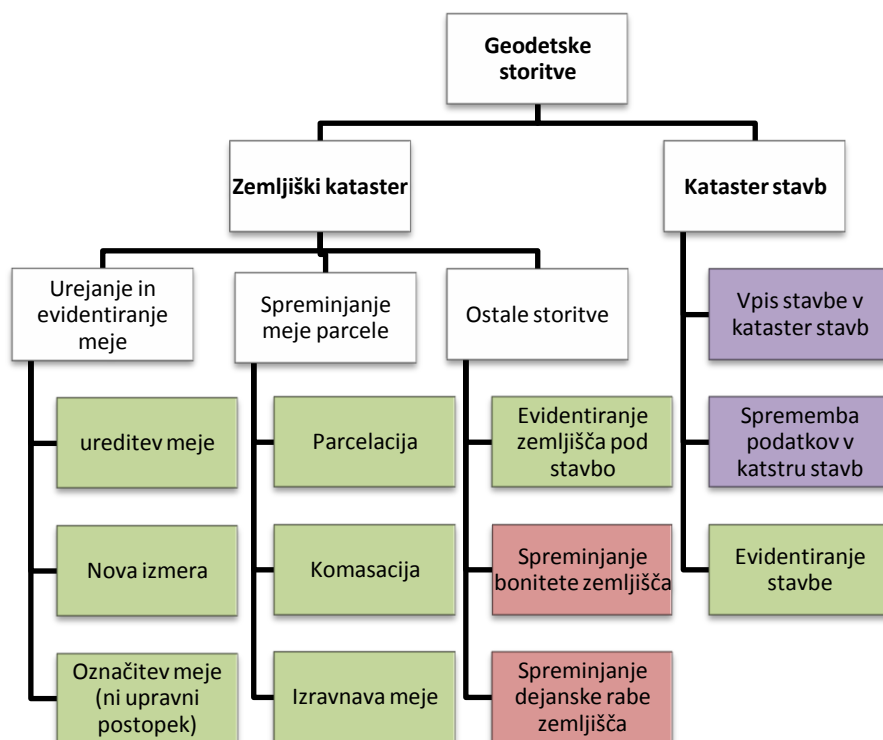 Geodetske
storitve
Zemljiški kataster
Kataster stavb
Urejanje in
evidentiranje
meje
Spreminjanje
meje parcele
Ostale storitve
Vpis stavbe v
kataster stavb
ureditev meje
Parcelacija
Evidentiranje
zemljišča pod
stavbo
Sprememba
podatkov v
katstru stavb
Nova izmera
Komasacija
Spreminjanje
bonitete zemljišča
Evidentiranje
stavbe
Označitev meje
(ni upravni
postopek)
Izravnava meje
Spreminjanje
dejanske rabe
zemljišča